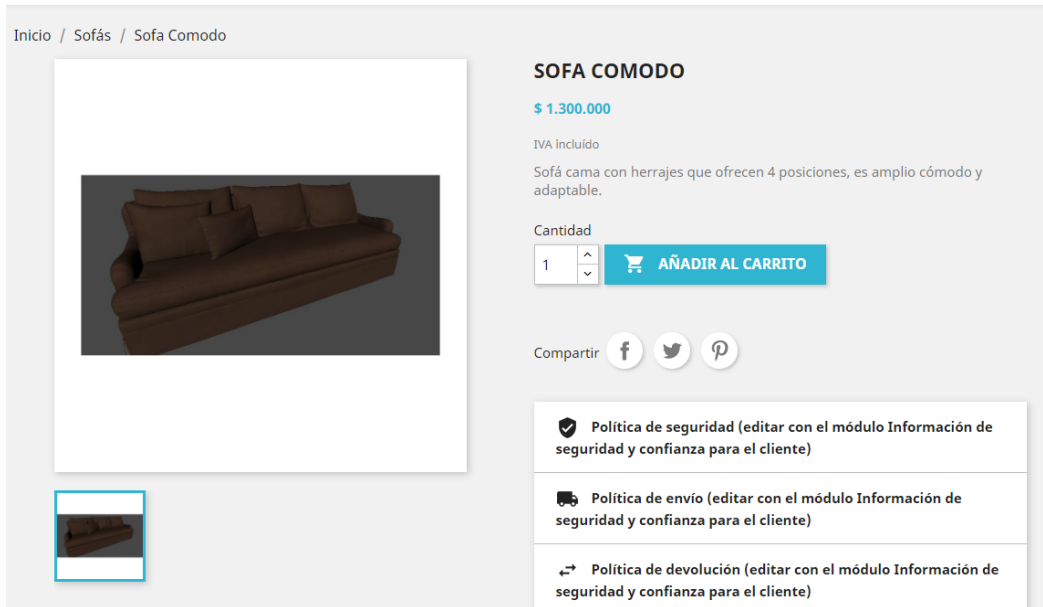 Inicio / Sofás / Sofa Comodo
SOFA COMODO
$ 1.300.000
IVA incluído
Sofá cama con herrajes que ofrecen 4 posiciones, es amplio cómodo y
adaptable.
Cantidad
1
AÑADIR AL CARRITO
Compartir
Política de seguridad (editar con el módulo Información de
seguridad y confianza para el cliente)
Política de envío (editar con el módulo Información de
seguridad y confianza para el cliente)
Política de devolución (editar con el módulo Información de
seguridad y confianza para el cliente)